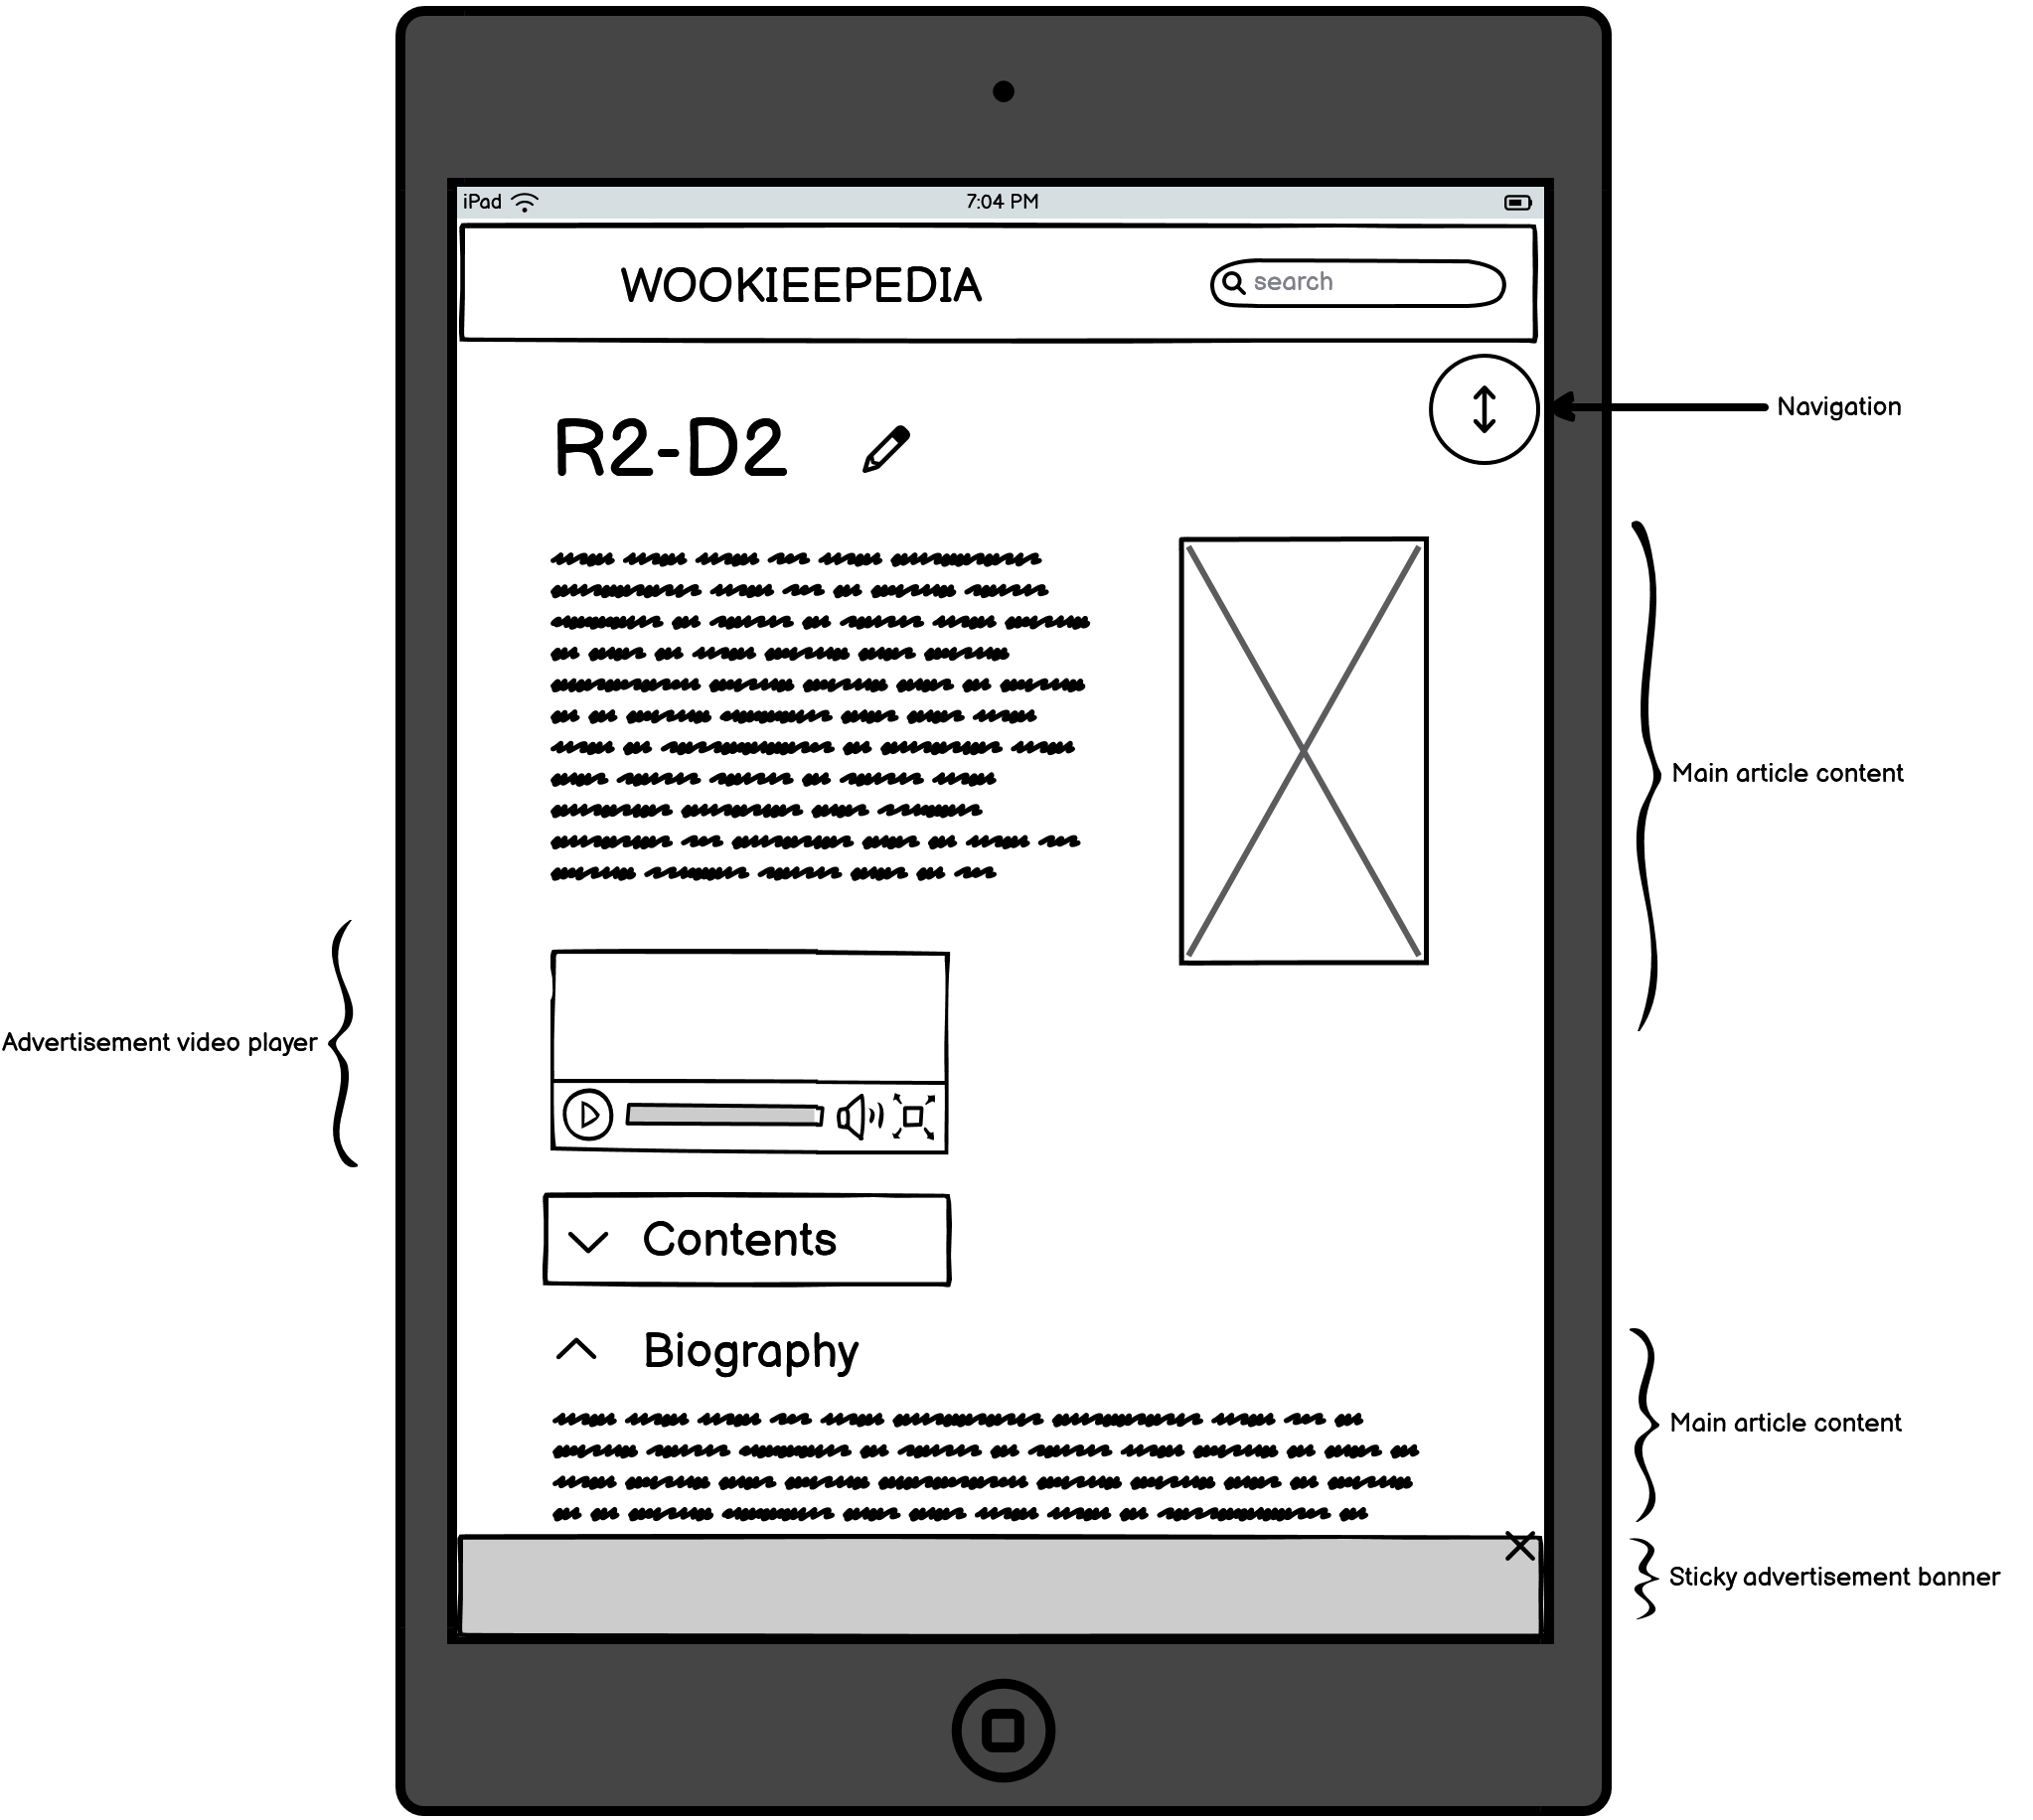 iPad
7:04 PM
WOOKIEEPEDIA
search
Navigation
R2-D2
Main article content
Advertisement video player
Contents
Biography
Main article content
Sticky advertisement banner